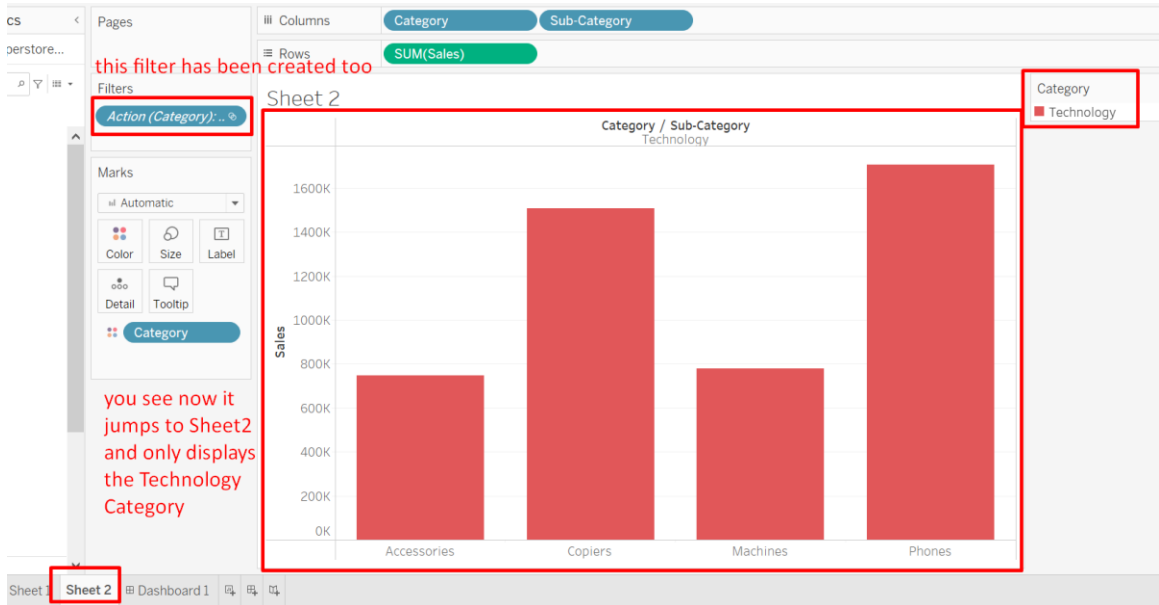 cs
<
Pages
Columns
Category
Sub-Category
perstore...
Rows
SUM(Sales)
this filter has been created too
Filters
Action (Category): ..
Sheet 2
Category
Technology
Category / Sub-Category
Technology
Marks
Automatic
Color
Size
Label
Detail
Tooltip
Category
Sales
1600K
1400K
1200K
1000K
800K
600K
400K
200K
0K
Accessories
Copiers
Machines
Phones
you see now it
jumps to Sheet2
and only displays
the Technology
Category
Sheet 1
Sheet 2
Dashboard 1